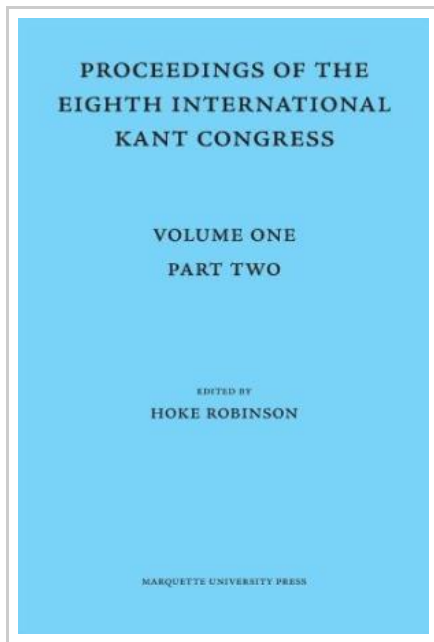 PROCEEDINGS OF THE
EIGHTH INTERNATIONAL
KANT CONGRESS
VOLUME ONE
PART TWO
EDITED BY
HOKE ROBINSON
MARQUETTE UNIVERSITY PRESS